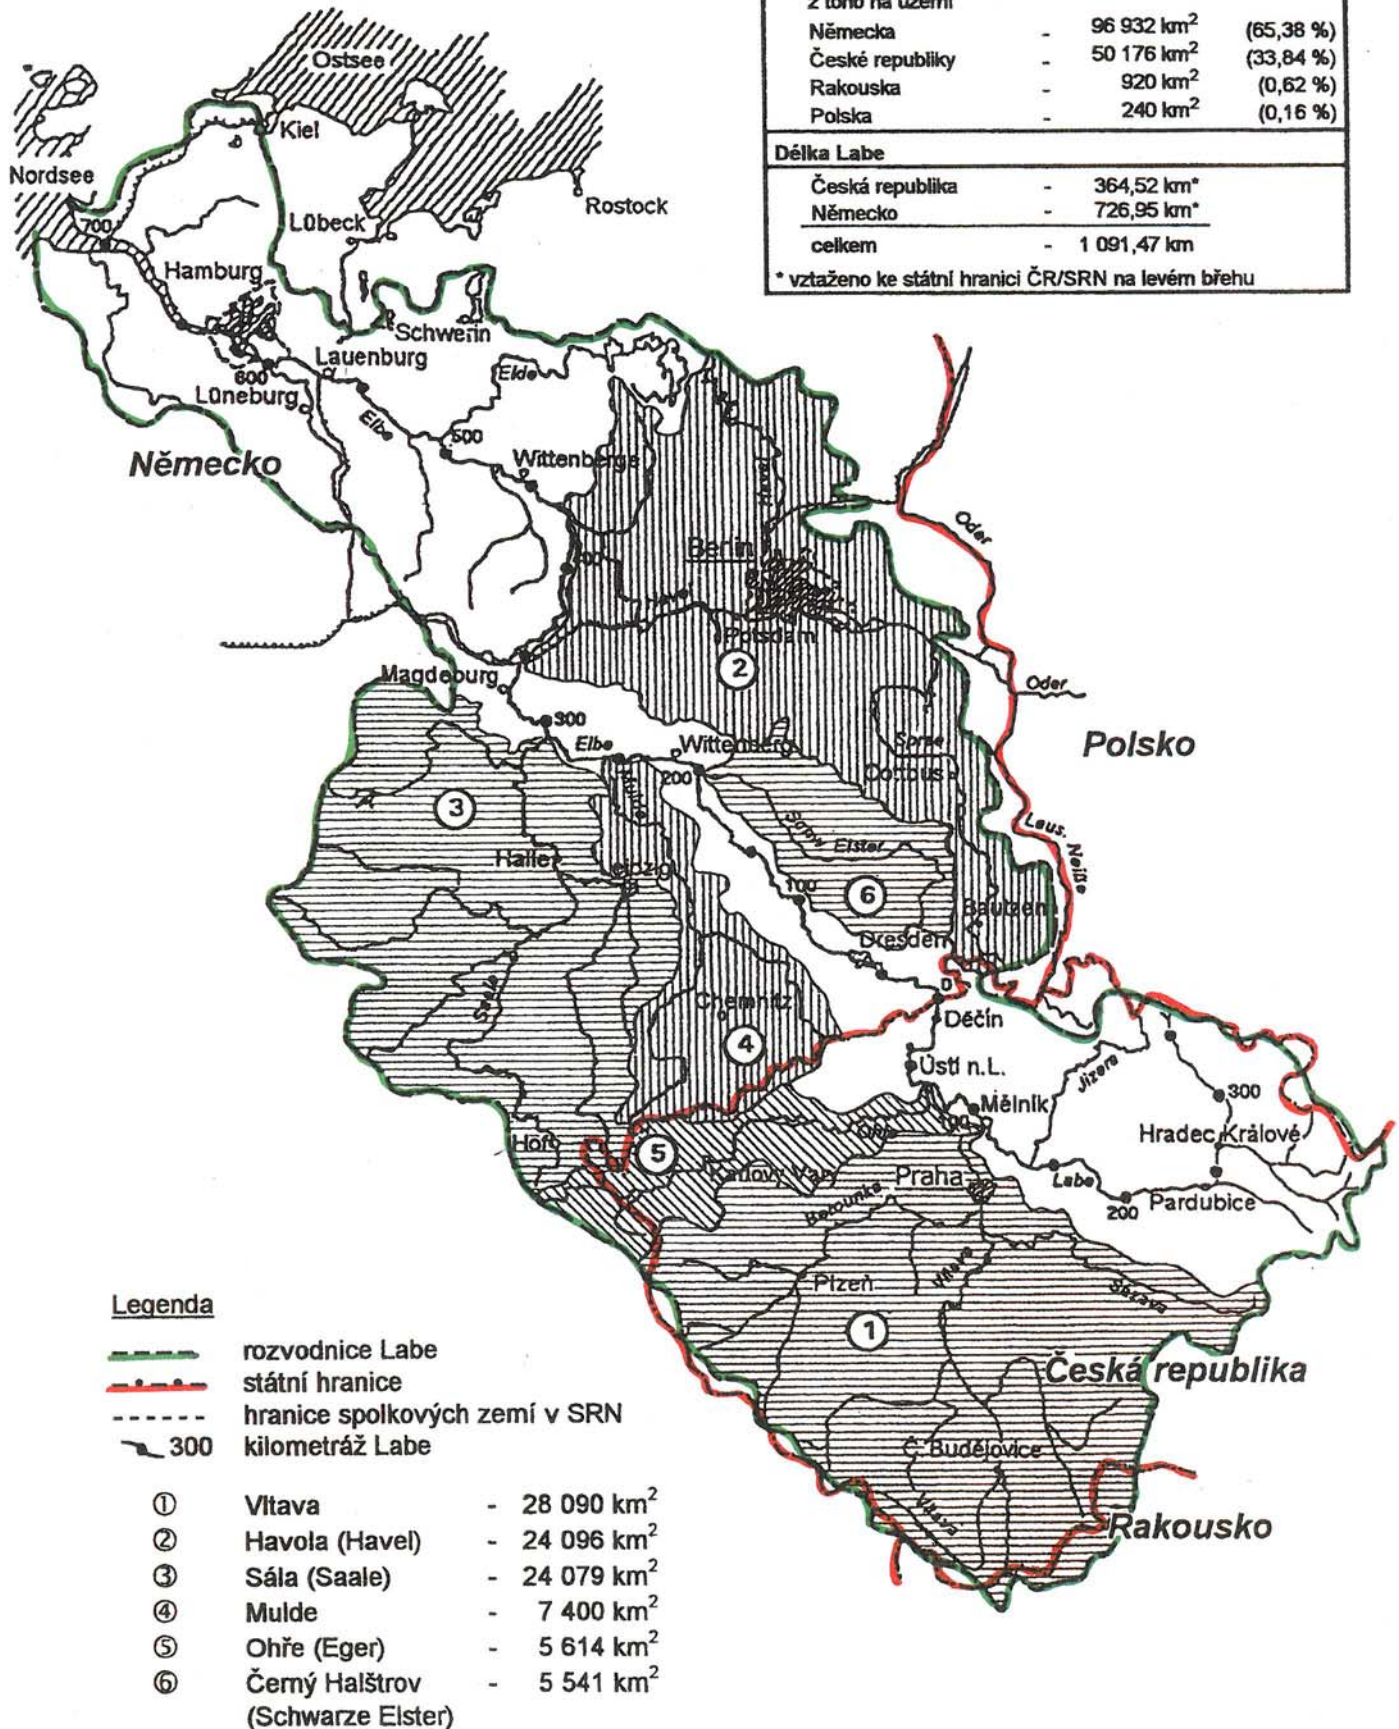 z toho na území
Německa - 96 932 km² (65,38 %)
České republiky - 50 176 km² (33,84 %)
Rakouska - 920 km² (0,62 %)
Polska - 240 km² (0,16 %)
Délka Labe
Česká republika - 364,52 km*
Německo - 726,95 km*
celkem - 1 091,47 km
* vztaženo ke státní hranici ČR/SRN na levém břehu
Ostsee
Kiel
Nordsee
Rostock
700
Lübeck
Hamburg
Schwerin
Lauenburg
600
Elde
Lüneburg
Elbe
500
Wittenberge
Německo
Havel
Oder
Berlin
Potsdam
2
Magdeburg
Oder
300
Elbe
Wittenberg
Spree
Polsko
200
Cottbus
Mulde
3
Schw. Elster
Laus. Neiße
Halle
Leipzig
100
6
Bautzen
Dresden
Saale
0
Chemnitz
Děčín
4
Ústí n.L.
Jizera
Mělník
300
100
Ohře
Hof
5
Hradec Králové
Karlovy Vary
Praha
Labe
Berounka
200
Pardubice
Plzeň
Vltava
Sázava
1
Česká republika
Č. Budějovice
Vltava
Rakousko
Legenda
rozvodnice Labe
státní hranice
hranice spolkových zemí v SRN
300 kilometráž Labe
① Vltava - 28 090 km²
② Havola (Havel) - 24 096 km²
③ Sála (Saale) - 24 079 km²
④ Mulde - 7 400 km²
⑤ Ohře (Eger) - 5 614 km²
⑥ Černý Halštrov - 5 541 km²
(Schwarze Elster)